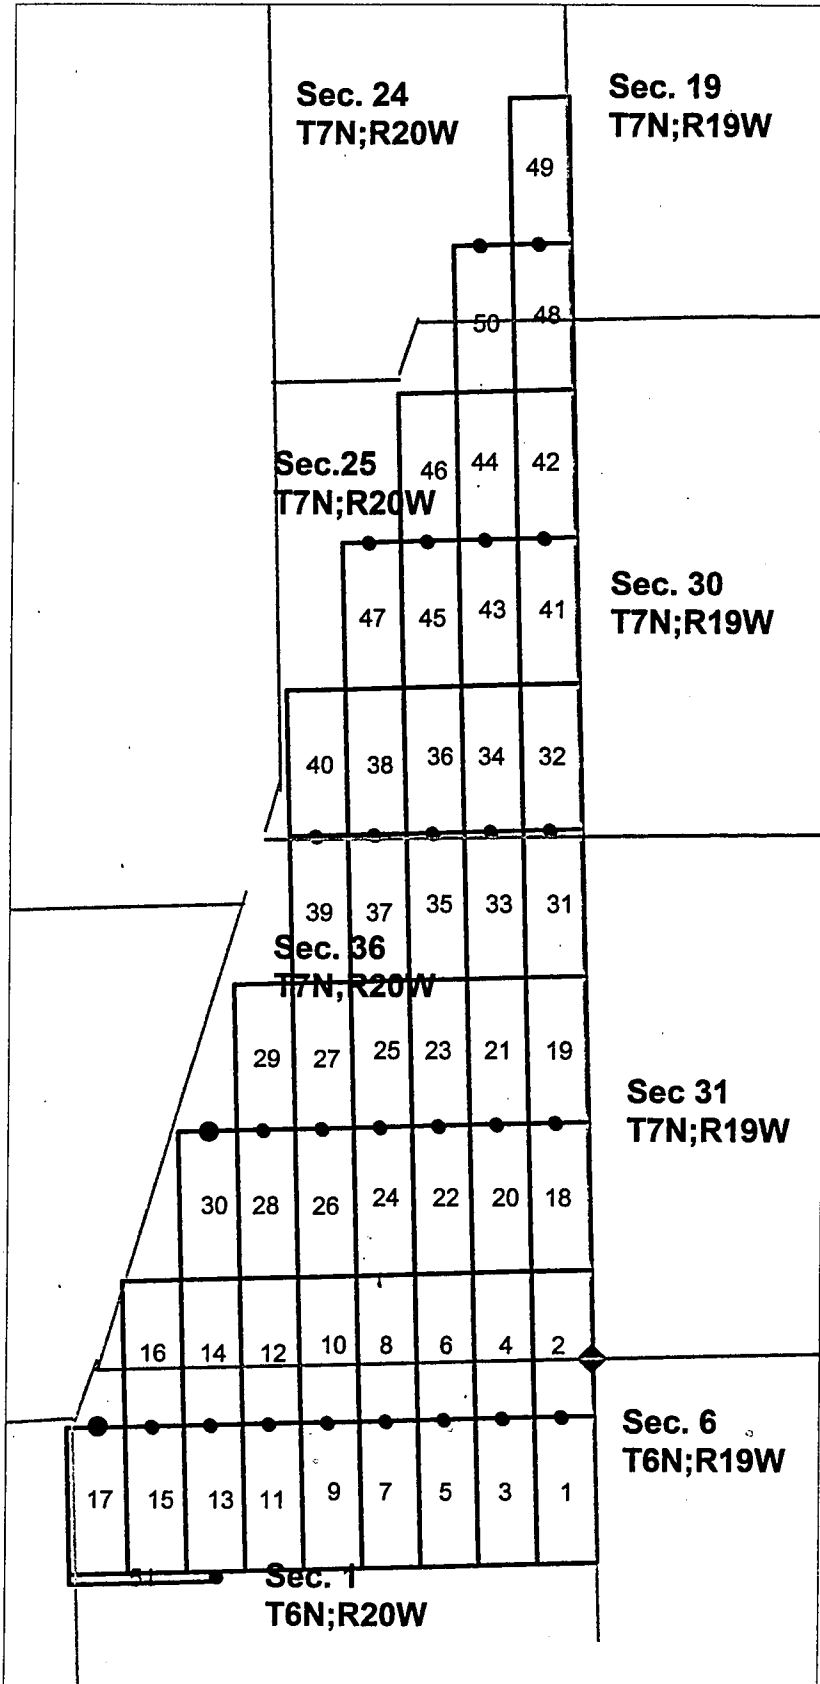 Sec. 24
T7N;R20W
Sec. 19
T7N;R19W
49
50 48
Sec.25
T7N;R20W
46 44 42
Sec. 30
T7N;R19W
47 45 43 41
40 38 36 34 32
39 37 35 33 31
Sec. 36
T7N;R20W
29 27 25 23 21 19
Sec 31
T7N;R19W
30 28 26 24 22 20 18
16 14 12 10 8 6 4 2
Sec. 6
T6N;R19W
17 15 13 11 9 7 5 3 1
51
Sec. 1
T6N;R20W